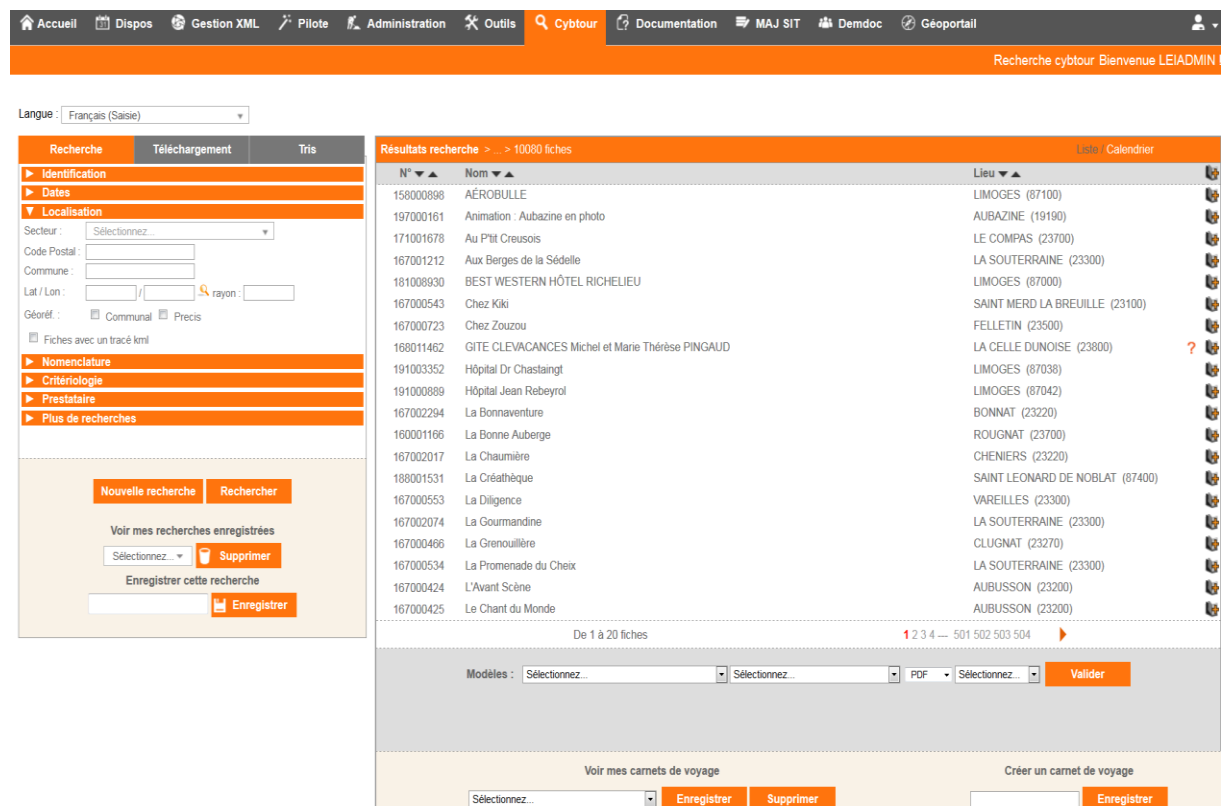 Accueil Dispos Gestion XML Pilote Administration Outils Cybtour Documentation MAJ SIT Demdoc Géoportail
Recherche cybtour Bienvenue LEIADMIN !
Langue : Français (Saisie)
Recherche Téléchargement Tris
Identification
Dates
Localisation
Secteur : Sélectionnez...
Code Postal :
Commune :
Lat / Lon : / rayon :
Géoréf. : Communal Precis
Fiches avec un tracé kml
Nomenclature
Critériologie
Prestataire
Plus de recherches
Nouvelle recherche Rechercher
Voir mes recherches enregistrées
Sélectionnez... Supprimer
Enregistrer cette recherche
Enregistrer
Résultats recherche > ... > 10080 fiches Liste / Calendrier
N° Nom Lieu
158000898 AÉROBULLE LIMOGES (87100)
197000161 Animation : Aubazine en photo AUBAZINE (19190)
171001678 Au P'tit Creusois LE COMPAS (23700)
167001212 Aux Berges de la Sédelle LA SOUTERRAINE (23300)
181008930 BEST WESTERN HÔTEL RICHELIEU LIMOGES (87000)
167000543 Chez Kiki SAINT MERD LA BREUILLE (23100)
167000723 Chez Zouzou FELLETIN (23500)
168011462 GITE CLEVACANCES Michel et Marie Thérèse PINGAUD LA CELLE DUNOISE (23800) ?
191003352 Hôpital Dr Chastaingt LIMOGES (87038)
191000889 Hôpital Jean Rebeyrol LIMOGES (87042)
167002294 La Bonnaventure BONNAT (23220)
160001166 La Bonne Auberge ROUGNAT (23700)
167002017 La Chaumière CHENIERS (23220)
188001531 La Créathèque SAINT LEONARD DE NOBLAT (87400)
167000553 La Diligence VAREILLES (23300)
167002074 La Gourmandine LA SOUTERRAINE (23300)
167000466 La Grenouillère CLUGNAT (23270)
167000534 La Promenade du Cheix LA SOUTERRAINE (23300)
167000424 L'Avant Scène AUBUSSON (23200)
167000425 Le Chant du Monde AUBUSSON (23200)
De 1 à 20 fiches 1 2 3 4 --- 501 502 503 504
Modèles : Sélectionnez... Sélectionnez... PDF Sélectionnez... Valider
Voir mes carnets de voyage Créer un carnet de voyage
Sélectionnez... Enregistrer Supprimer Enregistrer